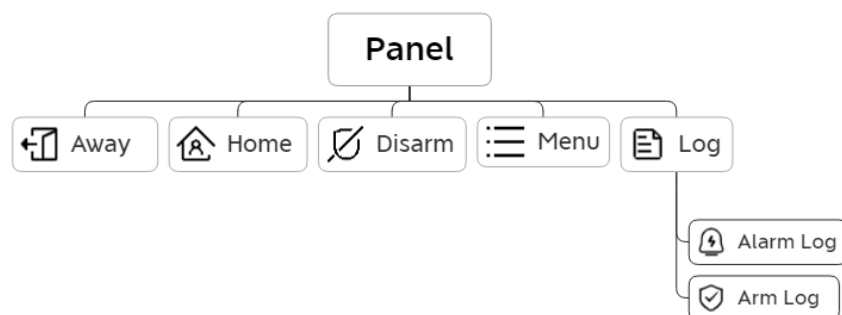 Panel
Away
Home
Disarm
Menu
Log
Alarm Log
Arm Log